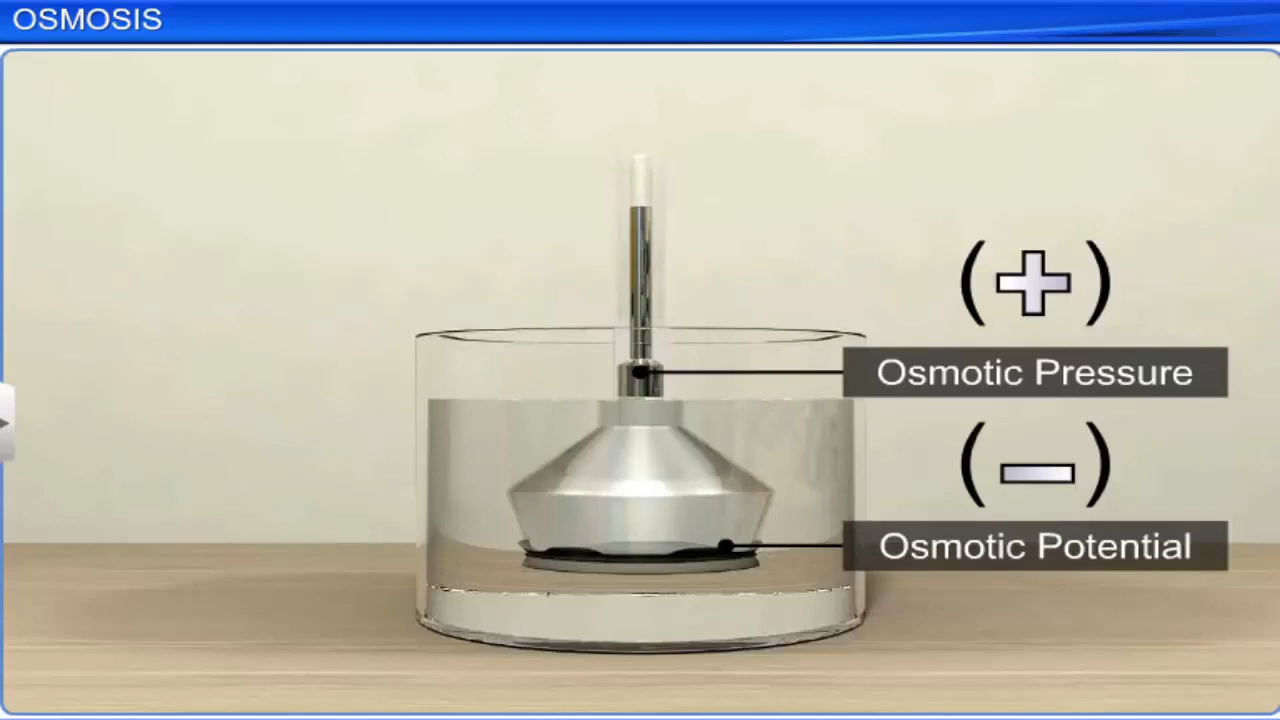 OSMOSIS
(+)
Osmotic Pressure
(−)
Osmotic Potential